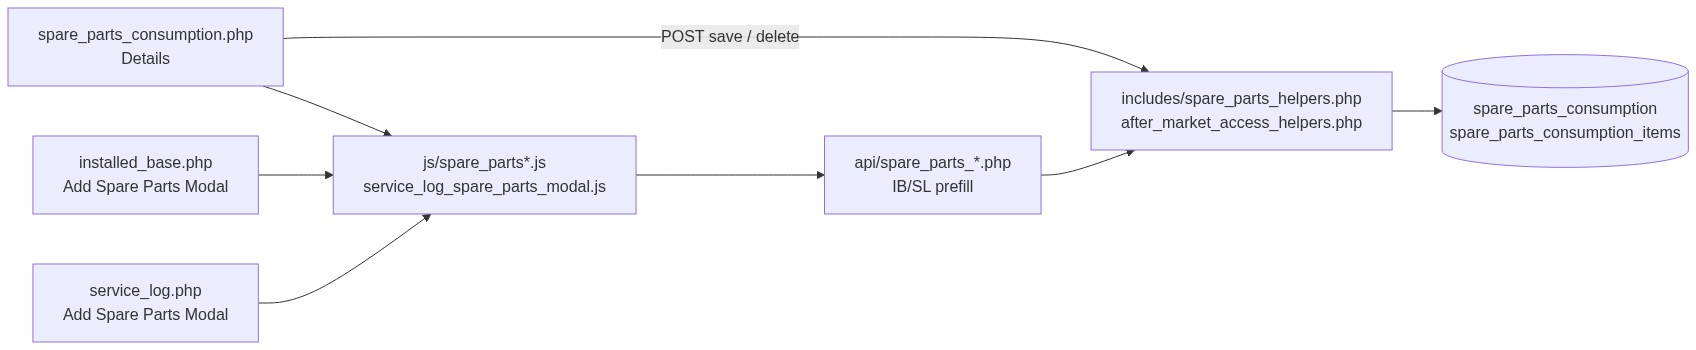 spare_parts_consumption.php
Details
POST save / delete
installed_base.php
Add Spare Parts Modal
service_log.php
Add Spare Parts Modal
js/spare_parts*.js
service_log_spare_parts_modal.js
api/spare_parts_*.php
IB/SL prefill
includes/spare_parts_helpers.php
after_market_access_helpers.php
spare_parts_consumption
spare_parts_consumption_items